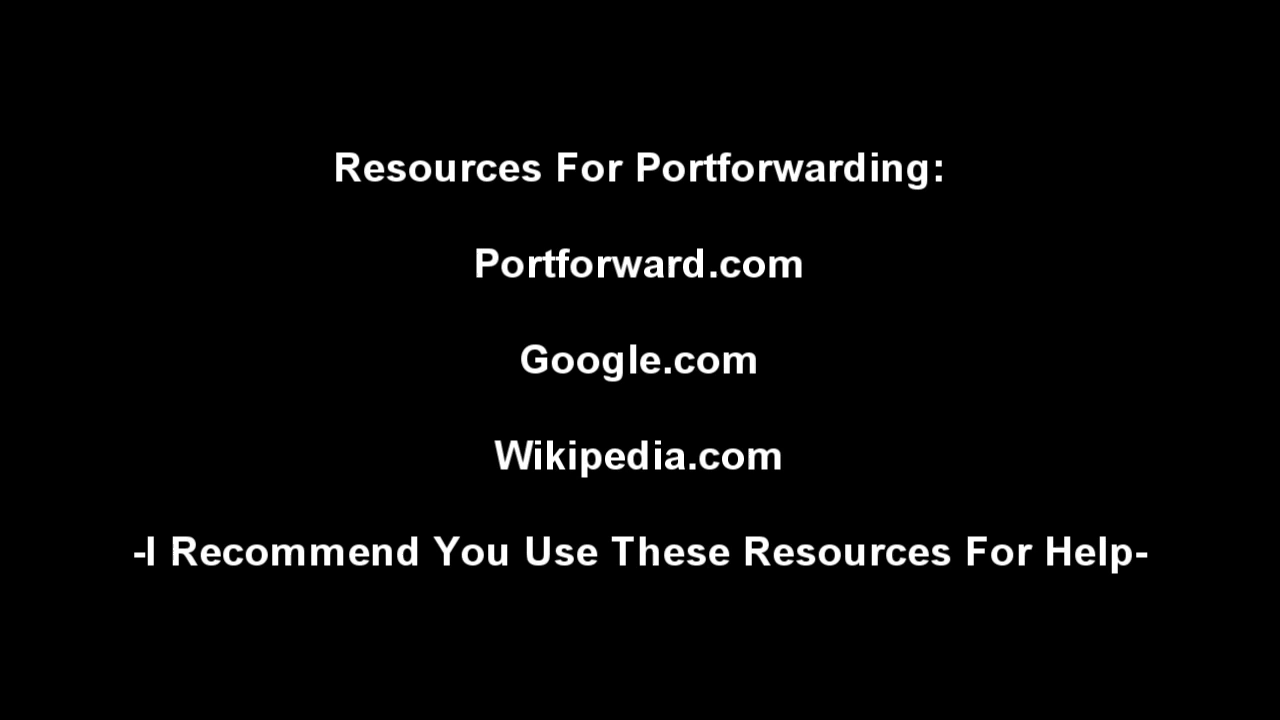 Resources For Portforwarding:
Portforward.com
Google.com
Wikipedia.com
-I Recommend You Use These Resources For Help-